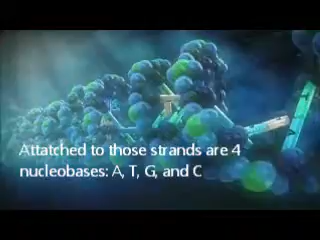 Attatched to those strands are 4
nucleobases: A, T, G, and C